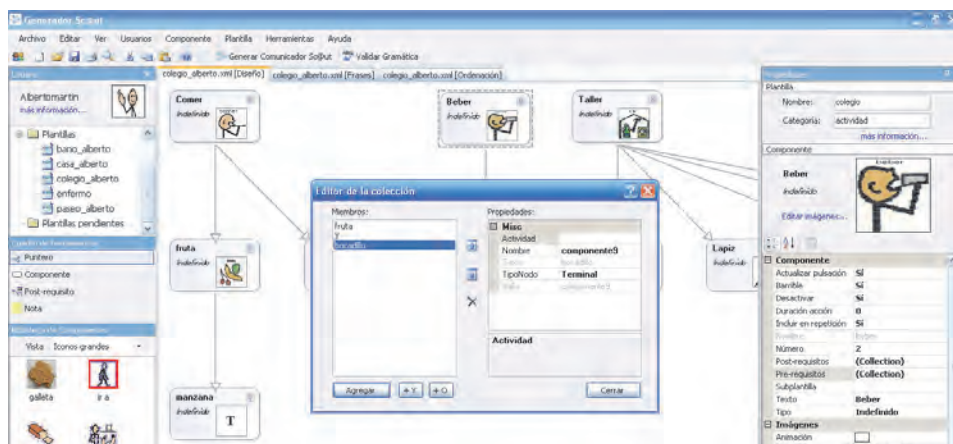 Generador Sc@ut
Archivo Editar Ver Usuarios Componente Plantilla Herramientas Ayuda
Generar Comunicador Sc@ut Validar Gramática
colegio_alberto.xml [Diseño] colegio_alberto.xml [Frases] colegio_alberto.xml [Ordenación]
Albertomartin
más información...
Plantillas
bano_alberto
casa_alberto
colegio_alberto
enfermo
paseo_alberto
Plantillas pendientes
Puntero
Componente
Post-requisito
Nota
Vista Iconos grandes
galleta ir a
Comer
Indefinido
Beber
Indefinido
Taller
Indefinido
fruta
Indefinido
Lapiz
Indefinido
manzana
Indefinido
T
Editor de la colección
Miembros:
fruta
Y
bocadillo
Agregar + Y + O
Propiedades:
Misc
Actividad
Nombre componente9
TipoNodo Terminal
Actividad
Cerrar
Plantilla
Nombre: colegio
Categoria: actividad
más información...
Componente
Beber
Indefinido
Editar imágenes...
Componente
Actualizar pulsación Sí
Barrible Sí
Desactivar Sí
Duración acción 0
Incluir en repetición Sí
Número 2
Post-requisitos (Collection)
Pre-requisitos (Collection)
Subplantilla
Texto Beber
Tipo Indefinido
Imágenes
Animación